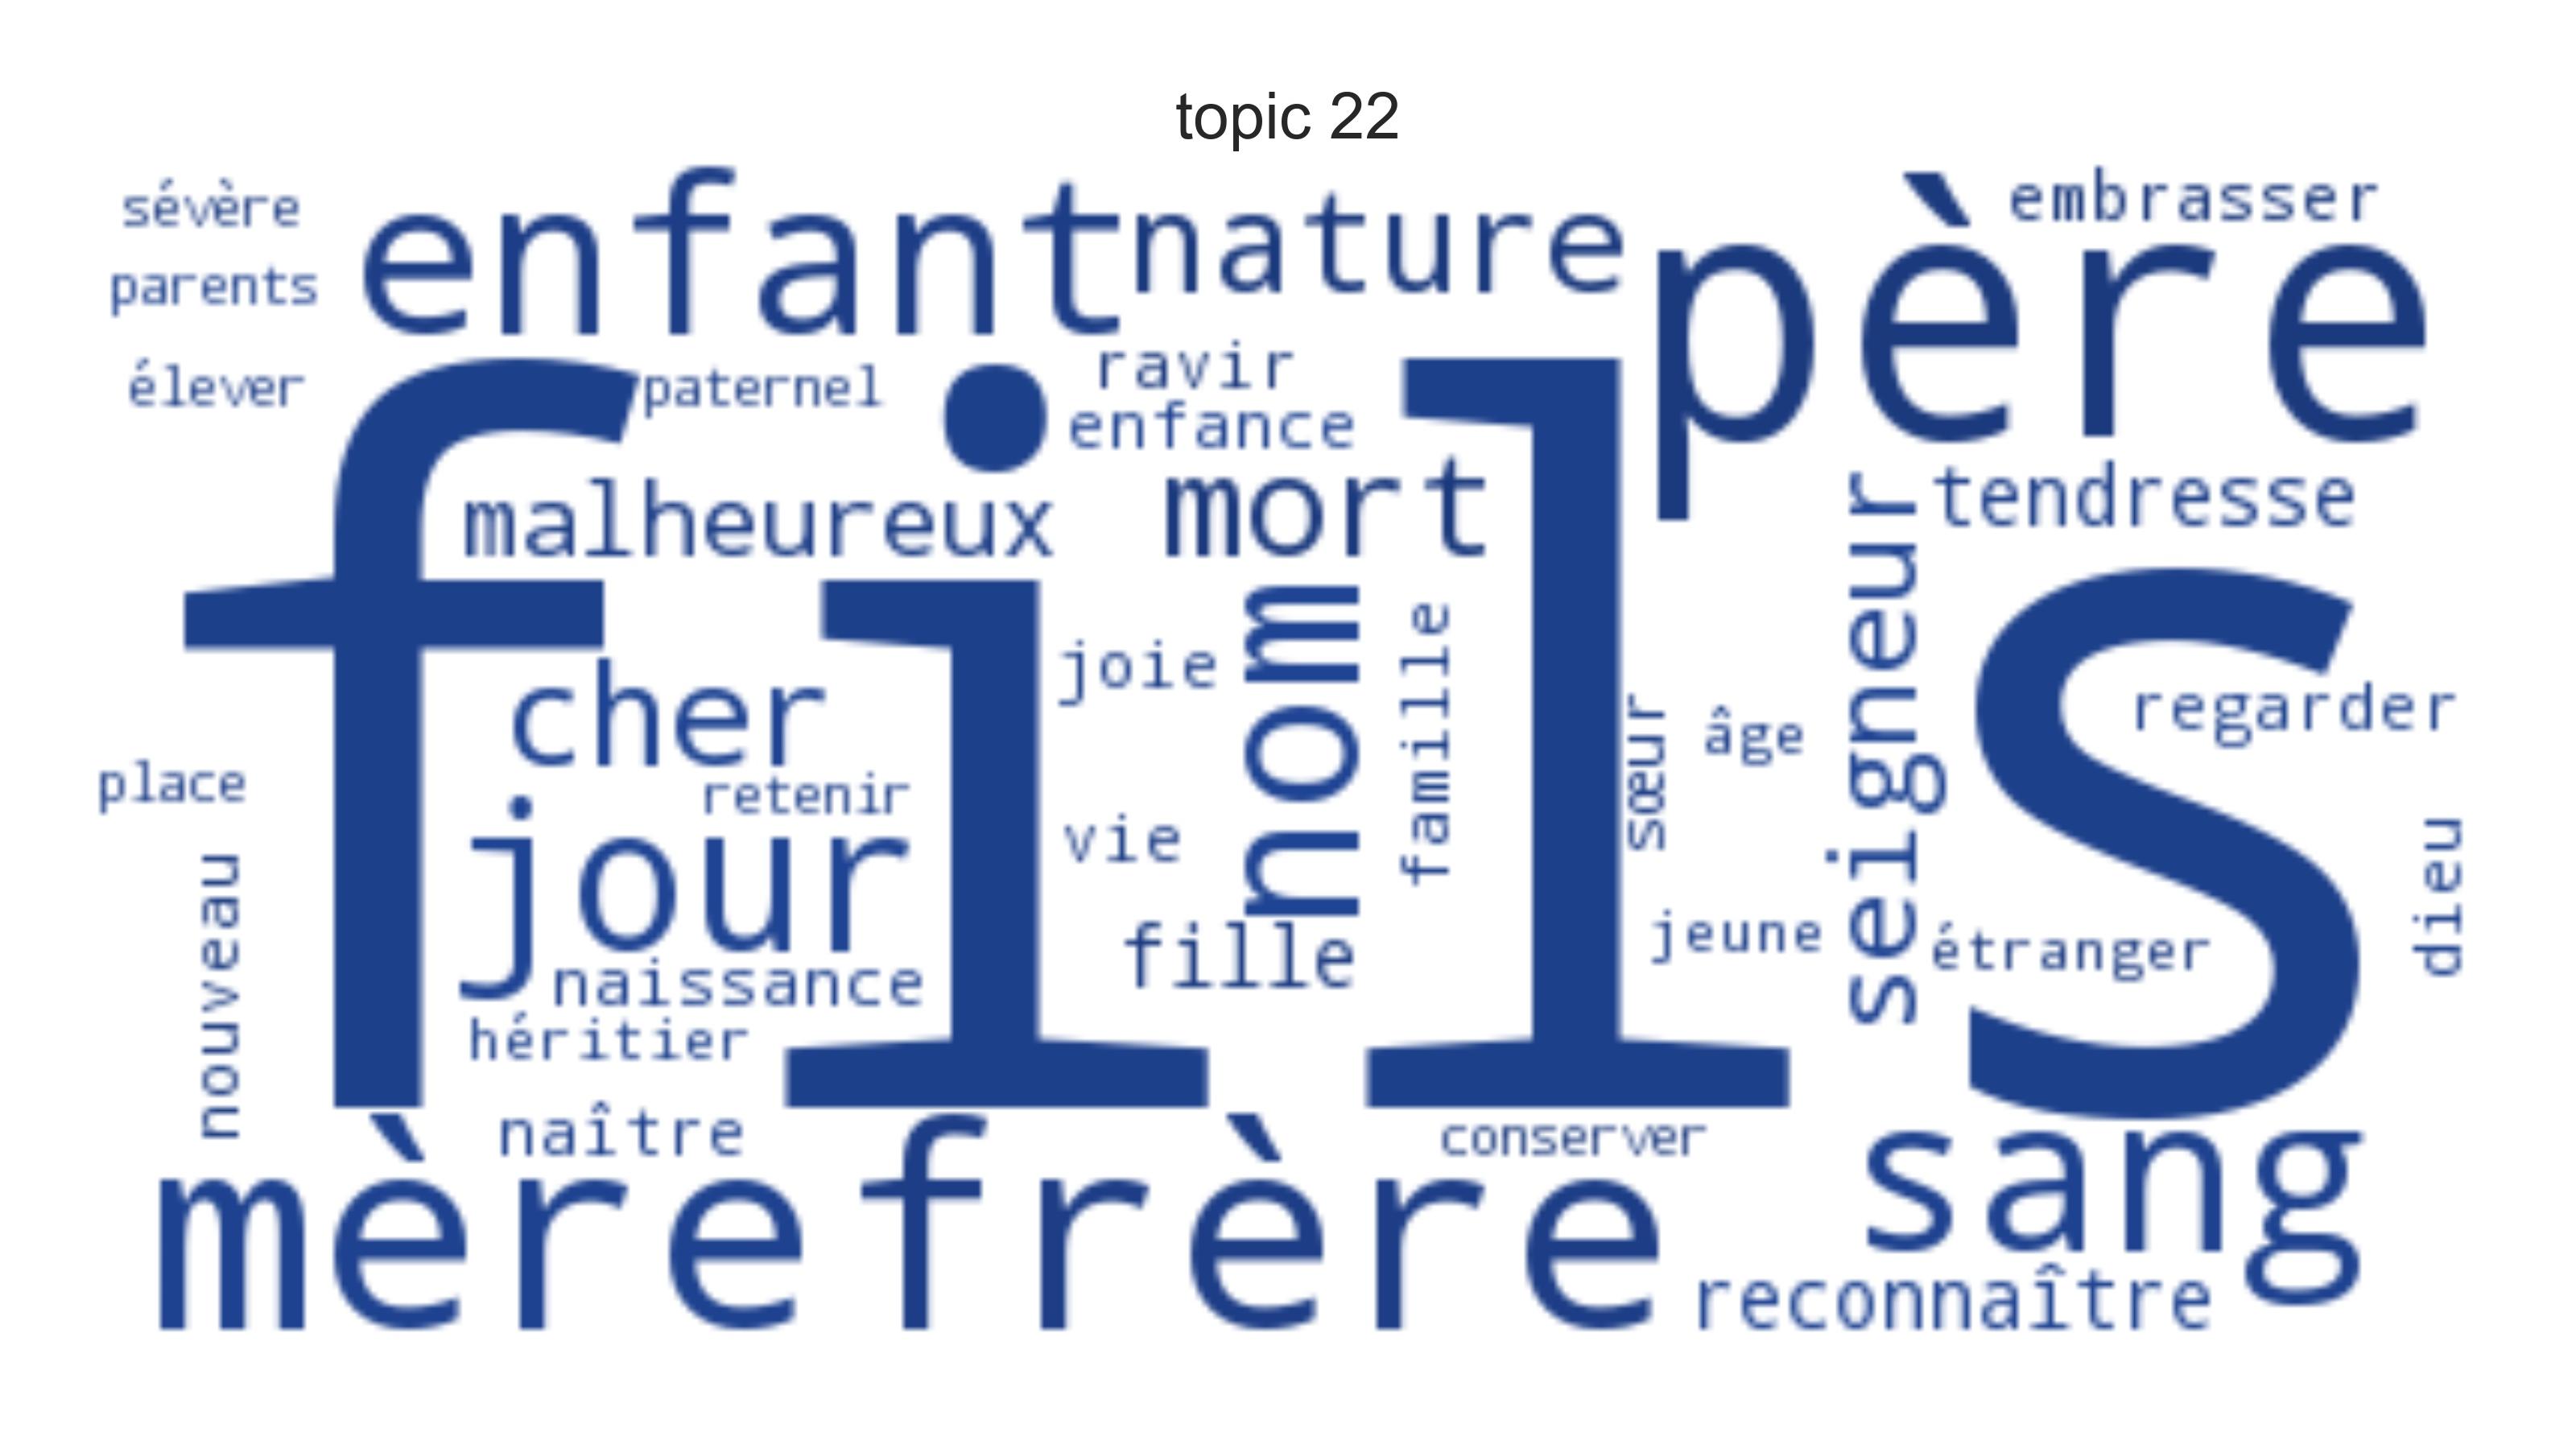 topic 22
sévère
parents
élever
enfant
nature
père
embrasser
paternel
ravir
enfance
fils
malheureux
mort
tendresse
seigneur
cher
joie
nom
famille
sœur
âge
regarder
place
retenir
jour
vie
nouveau
fille
jeune
étranger
dieu
naissance
héritier
naître
conserver
mère
frère
sang
reconnaître